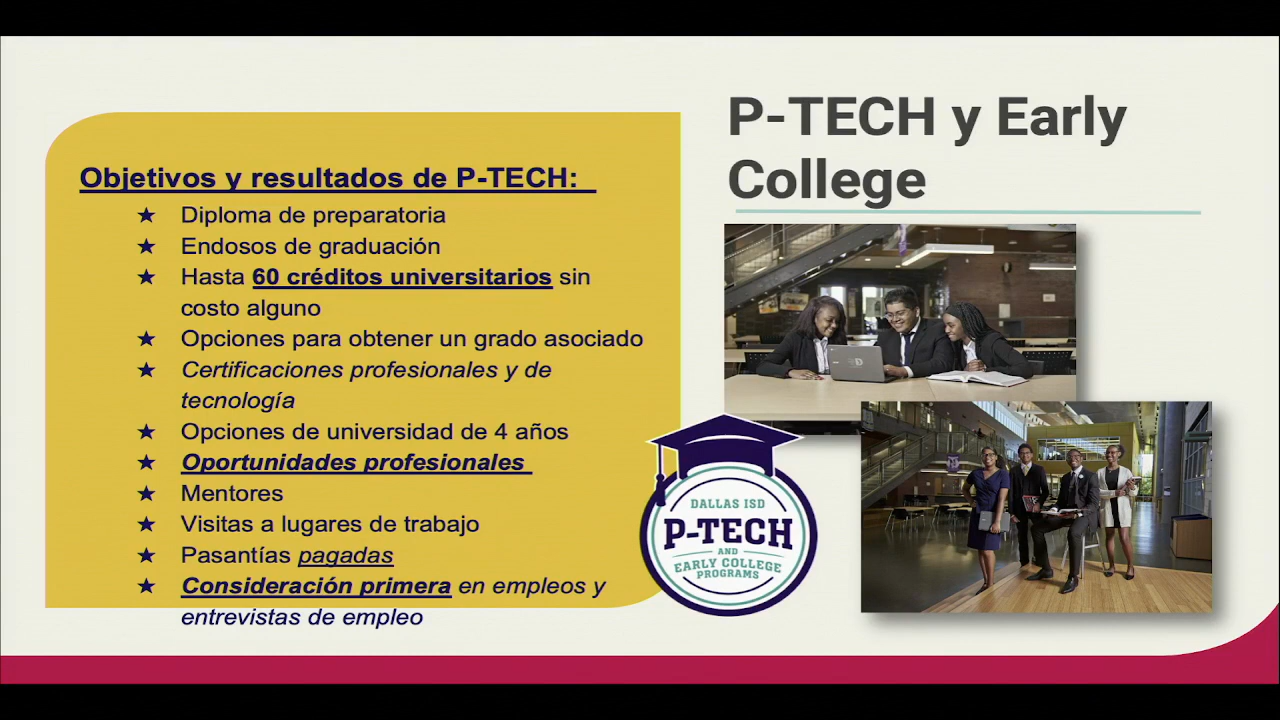 P-TECH y Early
College
Objetivos y resultados de P-TECH:
★ Diploma de preparatoria
★ Endosos de graduación
★ Hasta 60 créditos universitarios sin
costo alguno
★ Opciones para obtener un grado asociado
★ Certificaciones profesionales y de
tecnología
★ Opciones de universidad de 4 años
★ Oportunidades profesionales
★ Mentores
★ Visitas a lugares de trabajo
★ Pasantías pagadas
★ Consideración primera en empleos y
entrevistas de empleo
DALLAS ISD
P-TECH
AND
EARLY COLLEGE
PROGRAMS